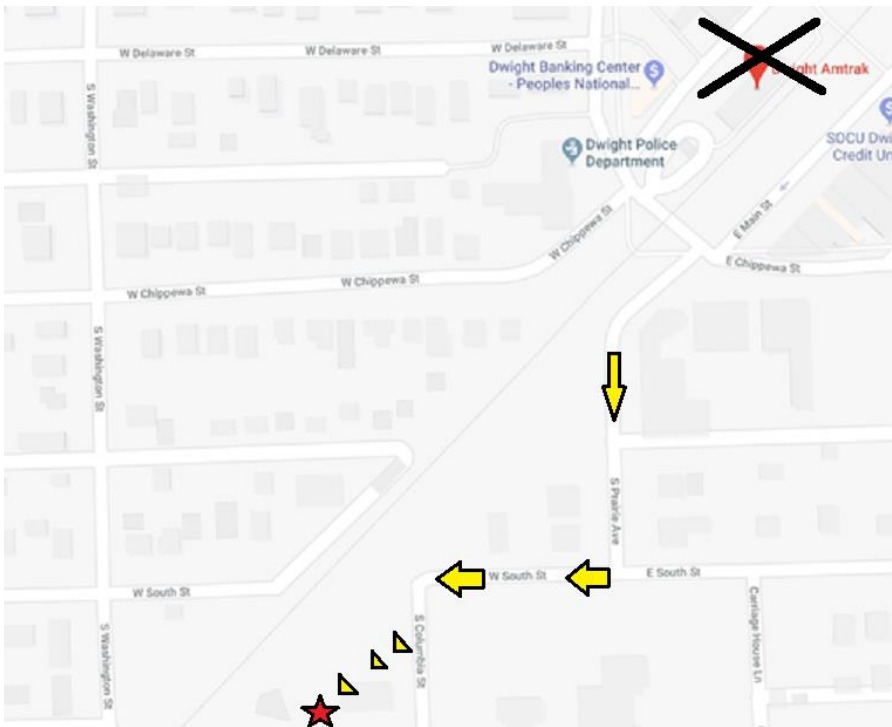 W Delaware St
W Delaware St
W Delaware St
Dwight Banking Center
- Peoples National...
Dwight Amtrak
S Washington St
Dwight Police
Department
SOCU Dwi
Credit Un
E Main St
W Chippewa St
E Chippewa St
W Chippewa St
W Chippewa St
S Washington St
S Prairie Ave
W South St
E South St
W South St
S Columbia St
Carriage House Ln
S Washington St